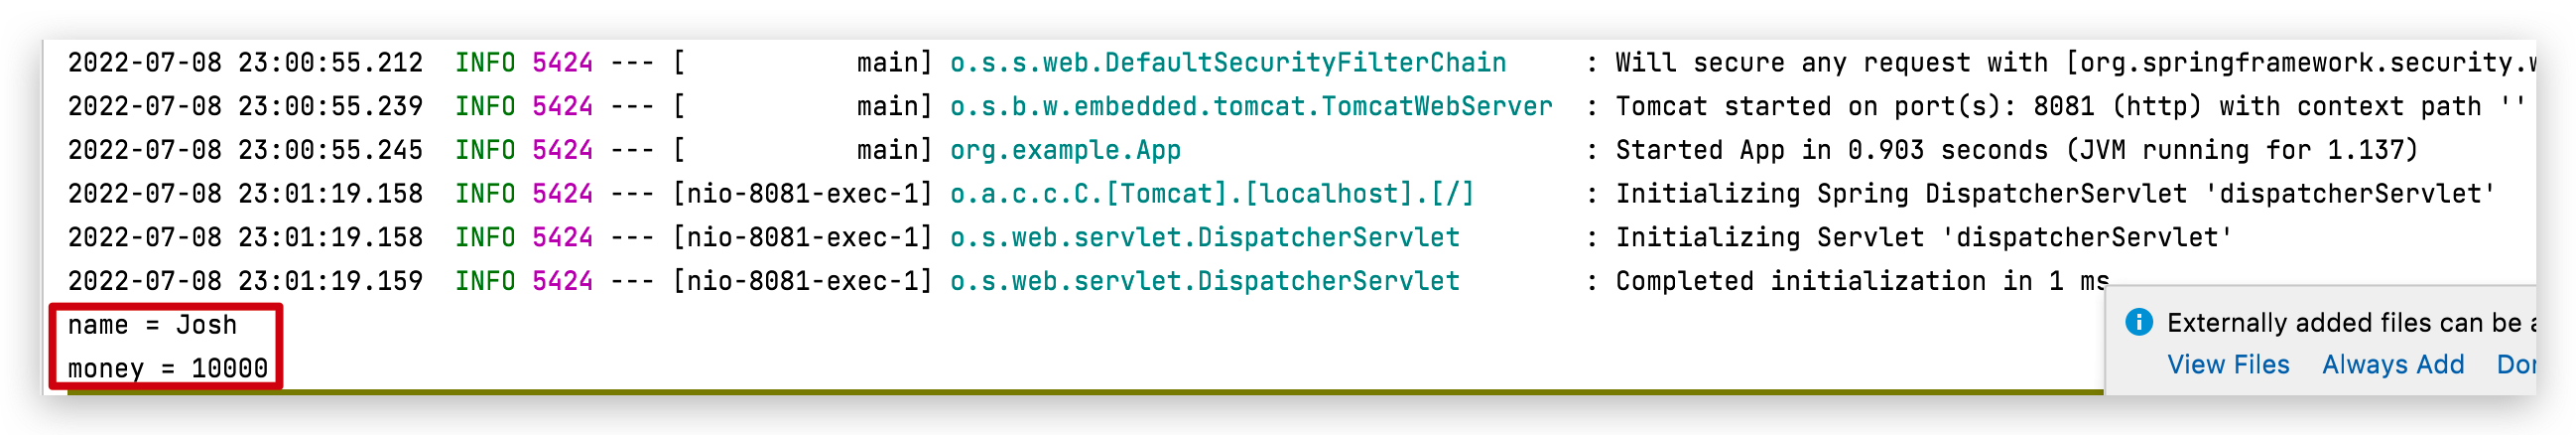 2022-07-08 23:00:55.212  INFO 5424 --- [           main] o.s.s.web.DefaultSecurityFilterChain     : Will secure any request with [org.springframework.security.
2022-07-08 23:00:55.239  INFO 5424 --- [           main] o.s.b.w.embedded.tomcat.TomcatWebServer  : Tomcat started on port(s): 8081 (http) with context path ''
2022-07-08 23:00:55.245  INFO 5424 --- [           main] org.example.App                          : Started App in 0.903 seconds (JVM running for 1.137)
2022-07-08 23:01:19.158  INFO 5424 --- [nio-8081-exec-1] o.a.c.c.C.[Tomcat].[localhost].[/]       : Initializing Spring DispatcherServlet 'dispatcherServlet'
2022-07-08 23:01:19.158  INFO 5424 --- [nio-8081-exec-1] o.s.web.servlet.DispatcherServlet        : Initializing Servlet 'dispatcherServlet'
2022-07-08 23:01:19.159  INFO 5424 --- [nio-8081-exec-1] o.s.web.servlet.DispatcherServlet        : Completed initialization in 1 ms
name = Josh
money = 10000
Externally added files can be
View Files Always Add